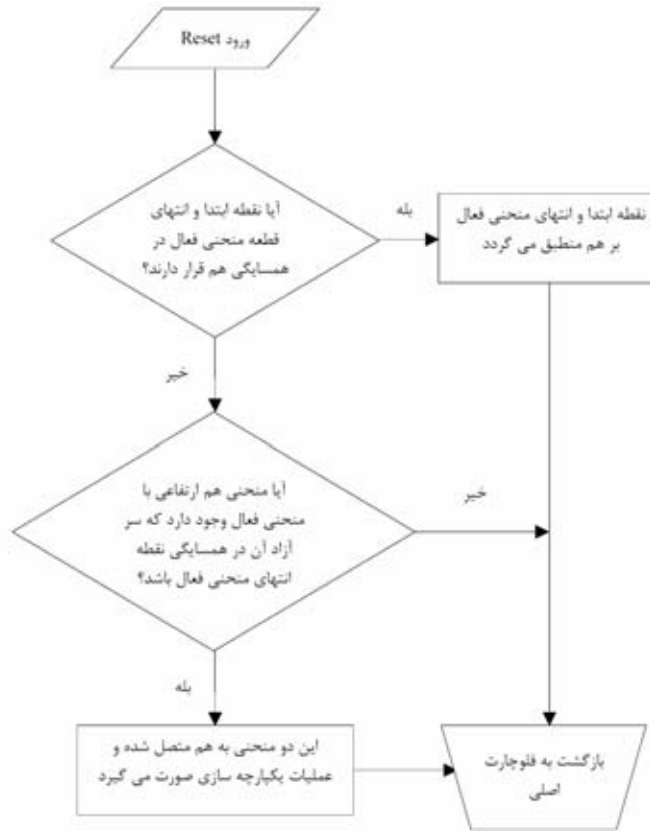 ورود Reset
آیا نقطه ابتدا و انتهای
قطعه منحنی فعال در
همسایگی هم قرار دارند؟
بله
نقطه ابتدا و انتهای منحنی فعال
بر هم منطبق می گردد
خیر
آیا منحنی هم ارتفاعی با
منحنی فعال وجود دارد که سر
آزاد آن در همسایگی نقطه
انتهای منحنی فعال باشد؟
خیر
بله
این دو منحنی به هم متصل شده و
عملیات یکپارچه سازی صورت می گیرد
بازگشت به فلوچارت
اصلی